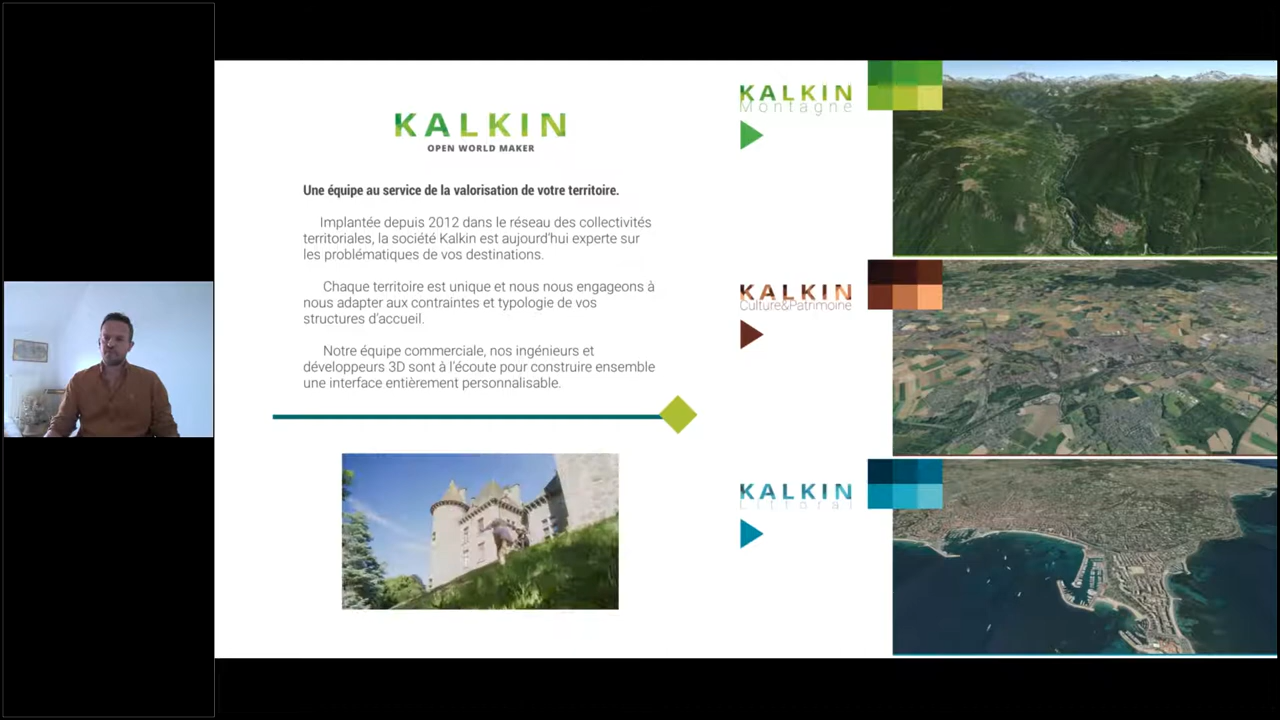 KALKIN
OPEN WORLD MAKER
Une équipe au service de la valorisation de votre territoire.
Implantée depuis 2012 dans le réseau des collectivités
territoriales, la société Kalkin est aujourd'hui experte sur
les problématiques de vos destinations.
Chaque territoire est unique et nous nous engageons à
nous adapter aux contraintes et typologie de vos
structures d'accueil.
Notre équipe commerciale, nos ingénieurs et
développeurs 3D sont à l'écoute pour construire ensemble
une interface entièrement personnalisable.
KALKIN
Montagne
KALKIN
Culture&Patrimoine
KALKIN
Littoral